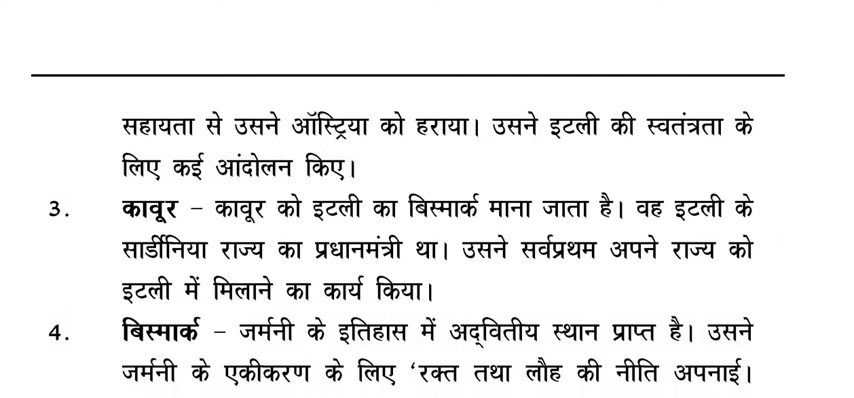 सहायता से उसने ऑस्ट्रिया को हराया। उसने इटली की स्वतंत्रता के
लिए कई आंदोलन किए।
3. कावूर – कावूर को इटली का बिस्मार्क माना जाता है। वह इटली के
सार्डीनिया राज्य का प्रधानमंत्री था। उसने सर्वप्रथम अपने राज्य को
इटली में मिलाने का कार्य किया।
4. बिस्मार्क – जर्मनी के इतिहास में अद्‌वितीय स्थान प्राप्त है। उसने
जर्मनी के एकीकरण के लिए ‘रक्त तथा लौह की नीति अपनाई।